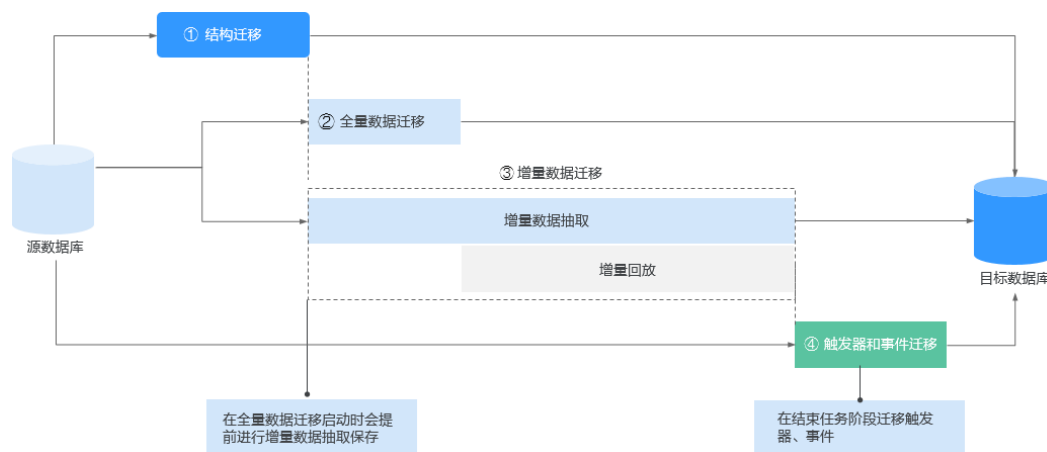 ① 结构迁移
② 全量数据迁移
③ 增量数据迁移
增量数据抽取
源数据库
增量回放
目标数据库
④ 触发器和事件迁移
在全量数据迁移启动时会提
前进行增量数据抽取保存
在结束任务阶段迁移触发
器、事件